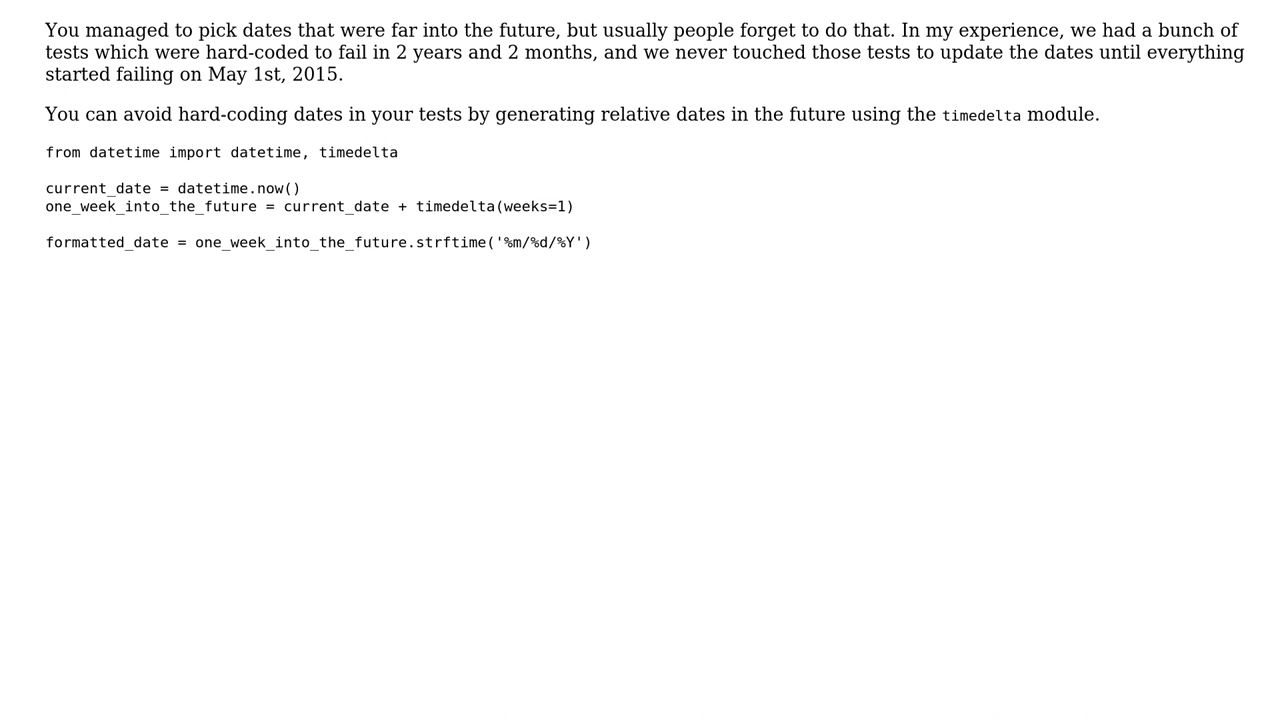 You managed to pick dates that were far into the future, but usually people forget to do that. In my experience, we had a bunch of
tests which were hard-coded to fail in 2 years and 2 months, and we never touched those tests to update the dates until everything
started failing on May 1st, 2015.
You can avoid hard-coding dates in your tests by generating relative dates in the future using the timedelta module.
from datetime import datetime, timedelta
current_date = datetime.now()
one_week_into_the_future = current_date + timedelta(weeks=1)
formatted_date = one_week_into_the_future.strftime('%m/%d/%Y')